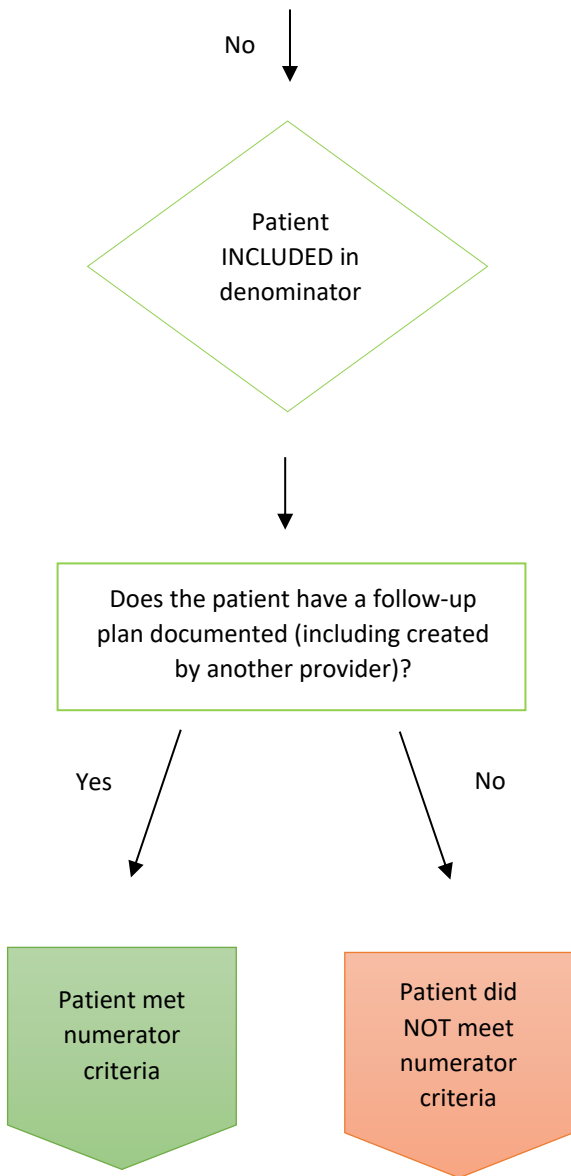 No
Patient
INCLUDED in
denominator
Does the patient have a follow-up
plan documented (including created
by another provider)?
Yes
No
Patient met
numerator
criteria
Patient did
NOT meet
numerator
criteria